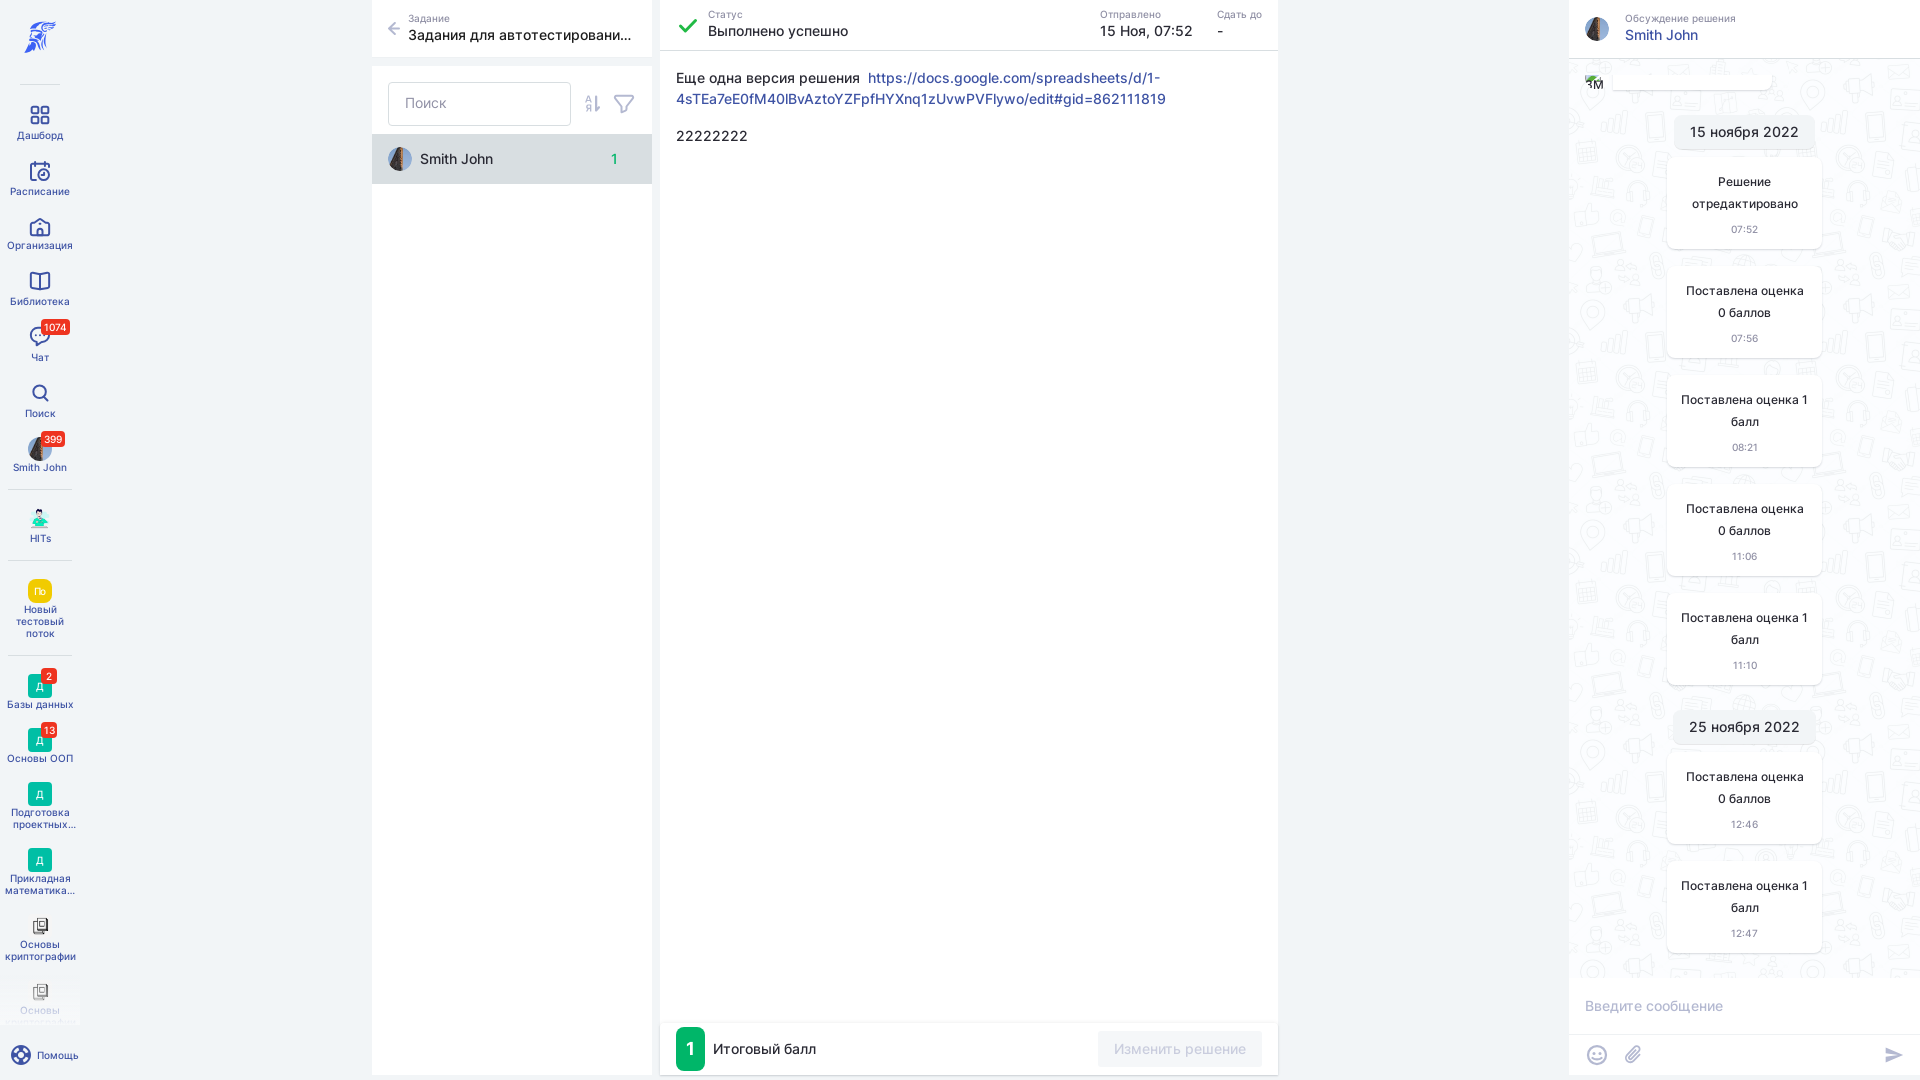 Дашборд
Расписание
Организация
Библиотека
1074
Чат
Поиск
399
Smith John
HITs
По
Новый
тестовый
поток
2
Д
Базы данных
13
Д
Основы ООП
Д
Подготовка
проектных...
Д
Прикладная
математика...
Основы
криптографии
Основы
Помощь
Задание
Задания для автотестировани...
Поиск
Smith John
1
Статус
Выполнено успешно
Отправлено
15 Ноя, 07:52
Сдать до
-
Еще одна версия решения https://docs.google.com/spreadsheets/d/1-
4sTEa7eE0fM40lBvAztoYZFpfHYXnq1zUvwPVFlywo/edit#gid=862111819
22222222
1
Итоговый балл
Изменить решение
Обсуждение решения
Smith John
15 ноября 2022
Решение
отредактировано
07:52
Поставлена оценка
0 баллов
07:56
Поставлена оценка 1
балл
08:21
Поставлена оценка
0 баллов
11:06
Поставлена оценка 1
балл
11:10
25 ноября 2022
Поставлена оценка
0 баллов
12:46
Поставлена оценка 1
балл
12:47
Введите сообщение